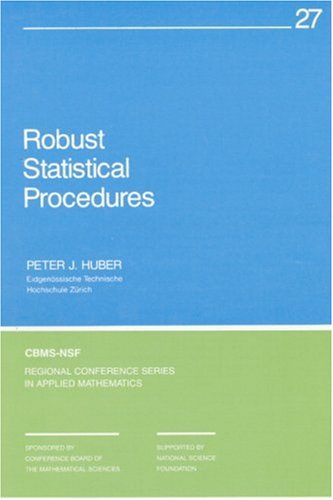 27
Robust
Statistical
Procedures
PETER J. HUBER
Eidgenössische Technische
Hochschule Zürich
CBMS-NSF
REGIONAL CONFERENCE SERIES
IN APPLIED MATHEMATICS
SPONSORED BY
CONFERENCE BOARD OF
THE MATHEMATICAL SCIENCES
SUPPORTED BY
NATIONAL SCIENCE
FOUNDATION